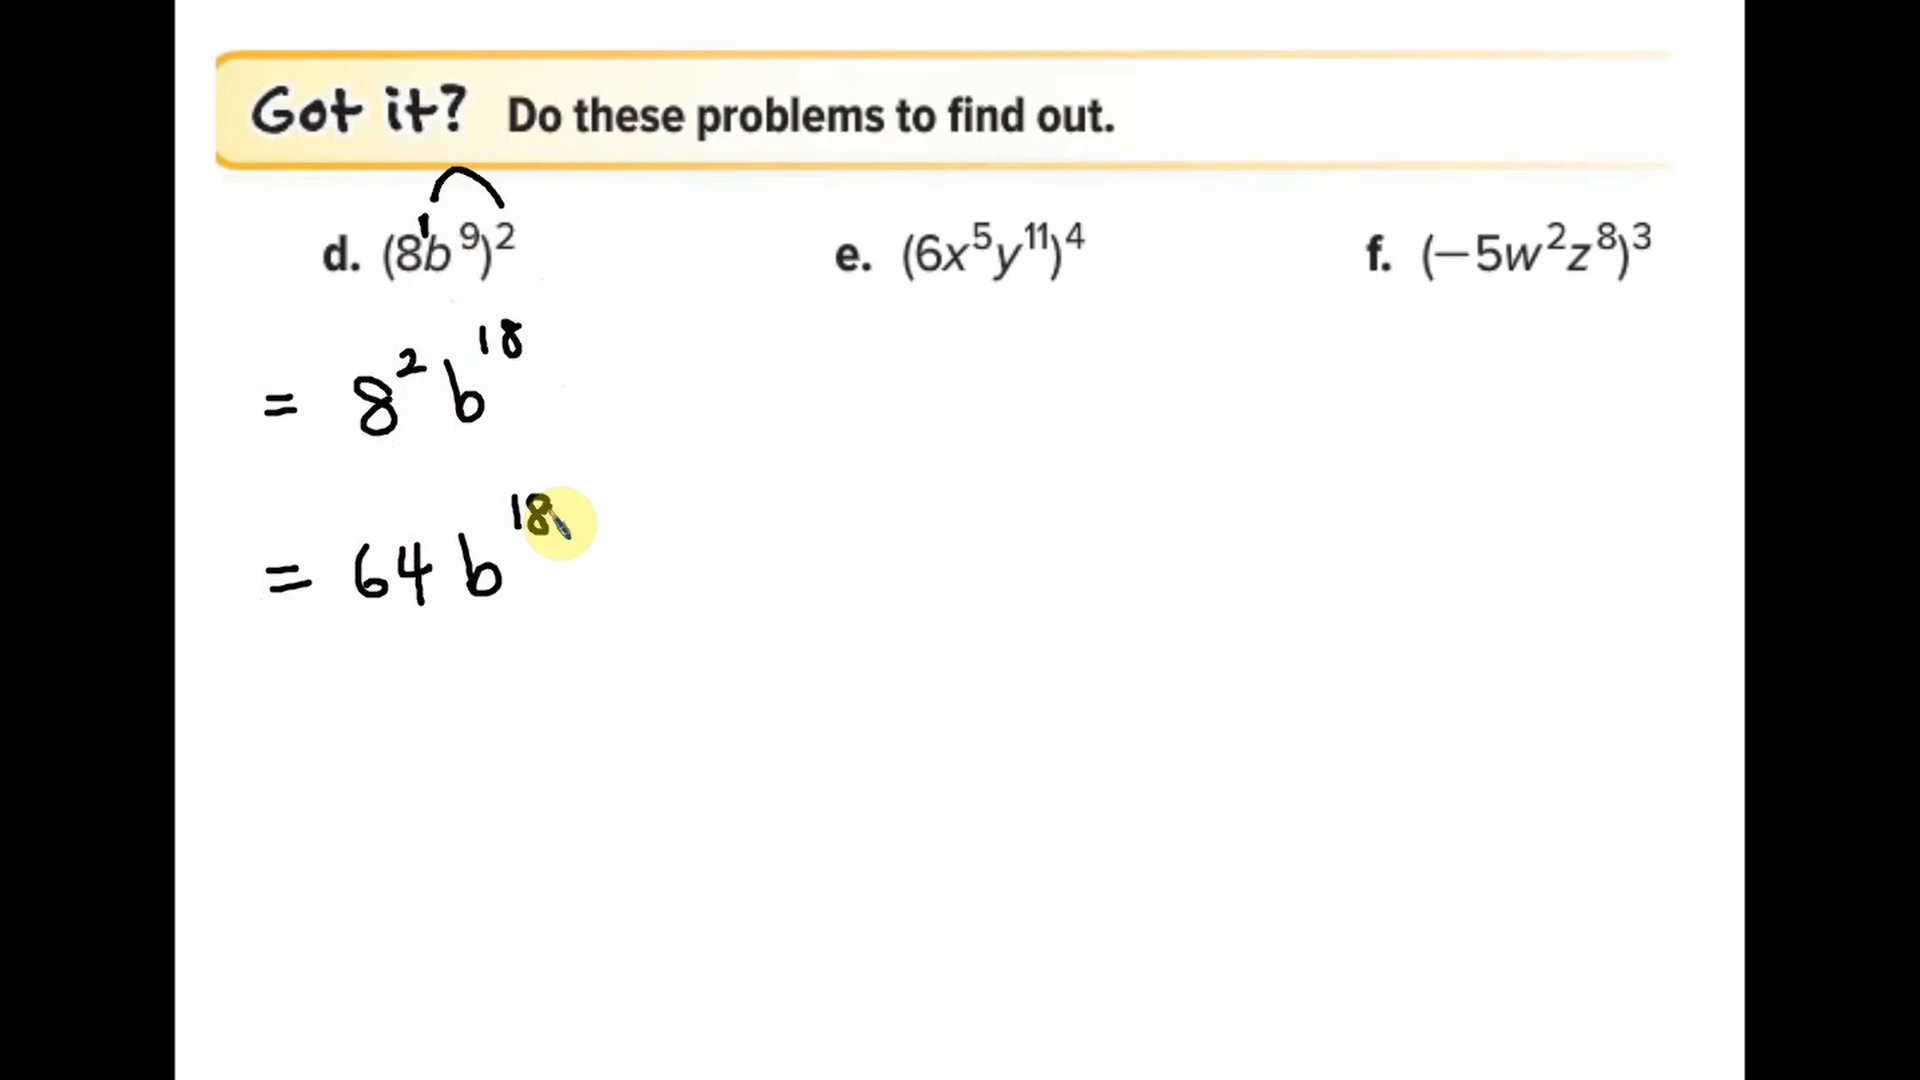 Got it? Do these problems to find out.
d. (8¹b⁹)² e. (6x⁵y¹¹)⁴ f. (−5w²z⁸)³
= 8² b¹⁸
= 64 b¹⁸